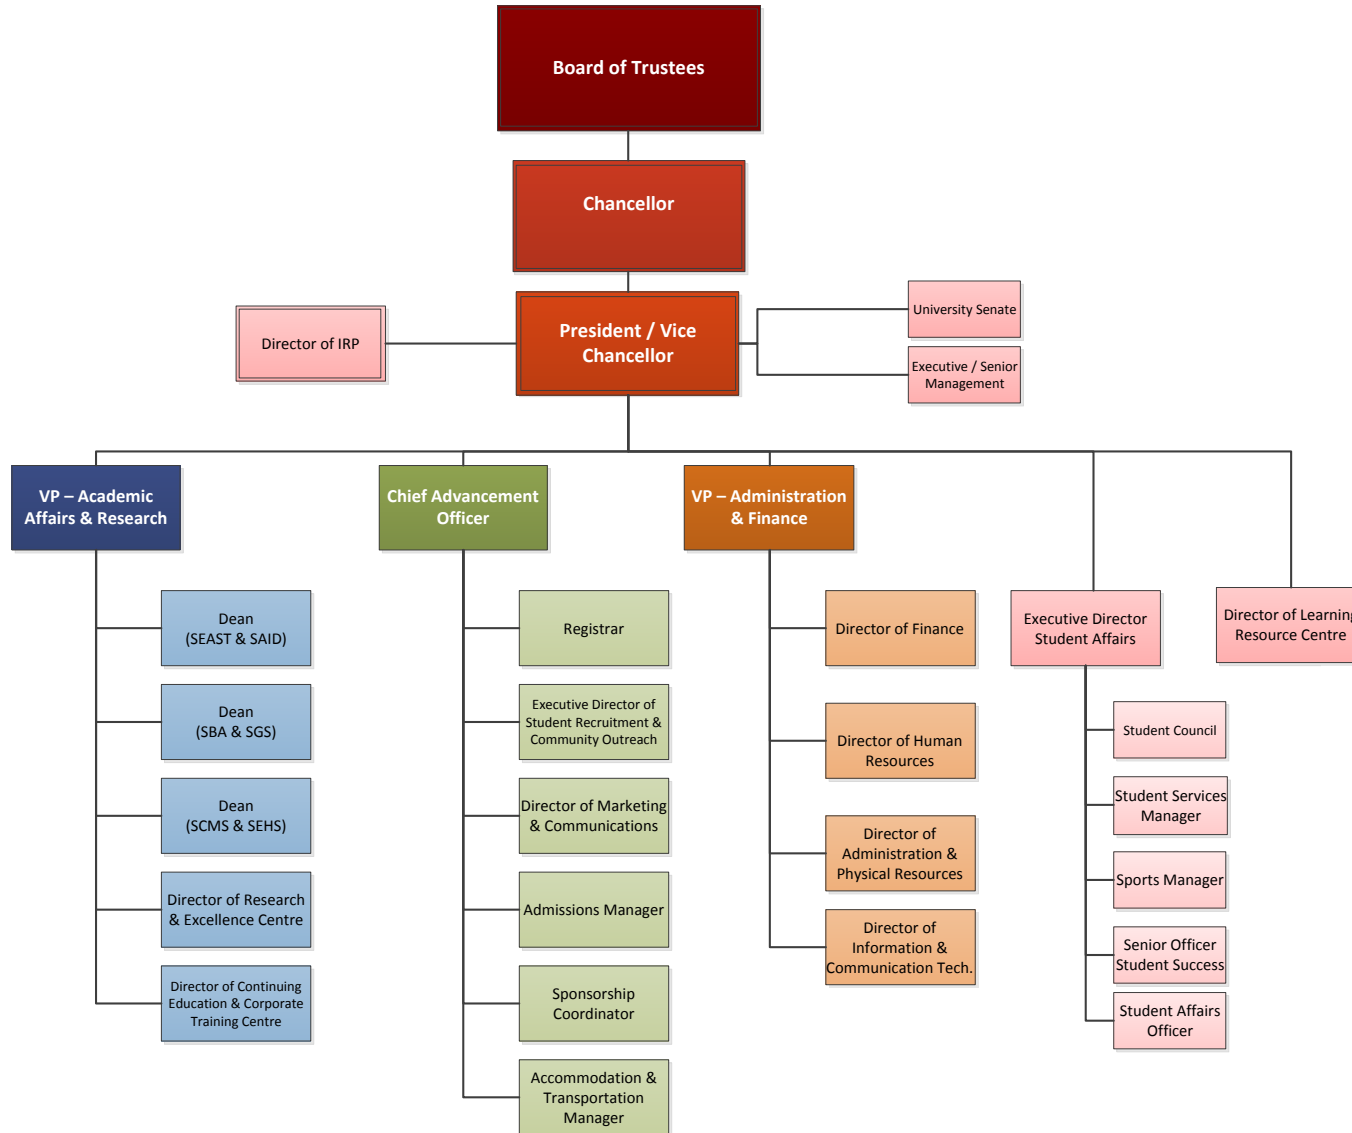 Board of Trustees
Chancellor
President / Vice
Chancellor
Director of IRP
University Senate
Executive / Senior
Management
VP – Academic
Affairs & Research
Chief Advancement
Officer
VP – Administration
& Finance
Executive Director
Student Affairs
Director of Learning
Resource Centre
Dean
(SEAST & SAID)
Dean
(SBA & SGS)
Dean
(SCMS & SEHS)
Director of Research
& Excellence Centre
Director of Continuing
Education & Corporate
Training Centre
Registrar
Executive Director of
Student Recruitment &
Community Outreach
Director of Marketing
& Communications
Admissions Manager
Sponsorship
Coordinator
Accommodation &
Transportation
Manager
Director of Finance
Director of Human
Resources
Director of
Administration &
Physical Resources
Director of
Information &
Communication Tech.
Student Council
Student Services
Manager
Sports Manager
Senior Officer
Student Success
Student Affairs
Officer